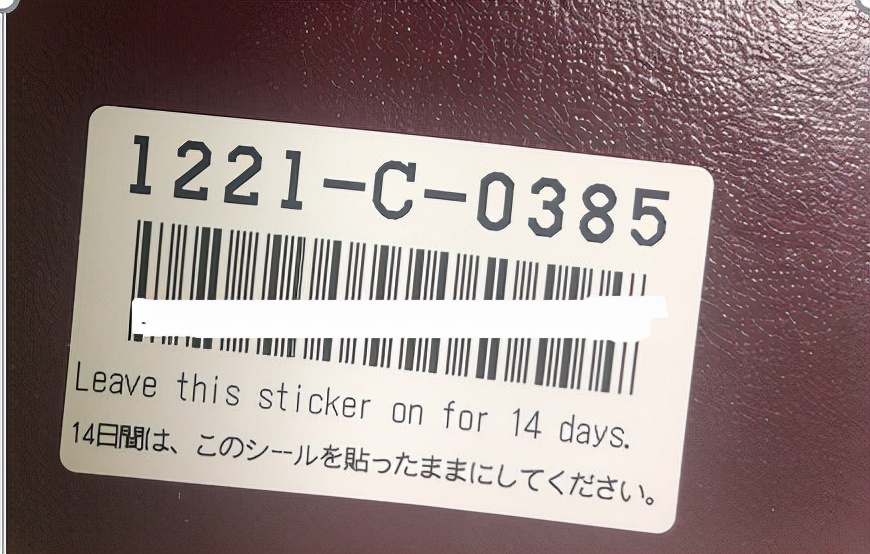 1221-C-0385
Leave this sticker on for 14 days.
14日間は、このシールを貼ったままにしてください。